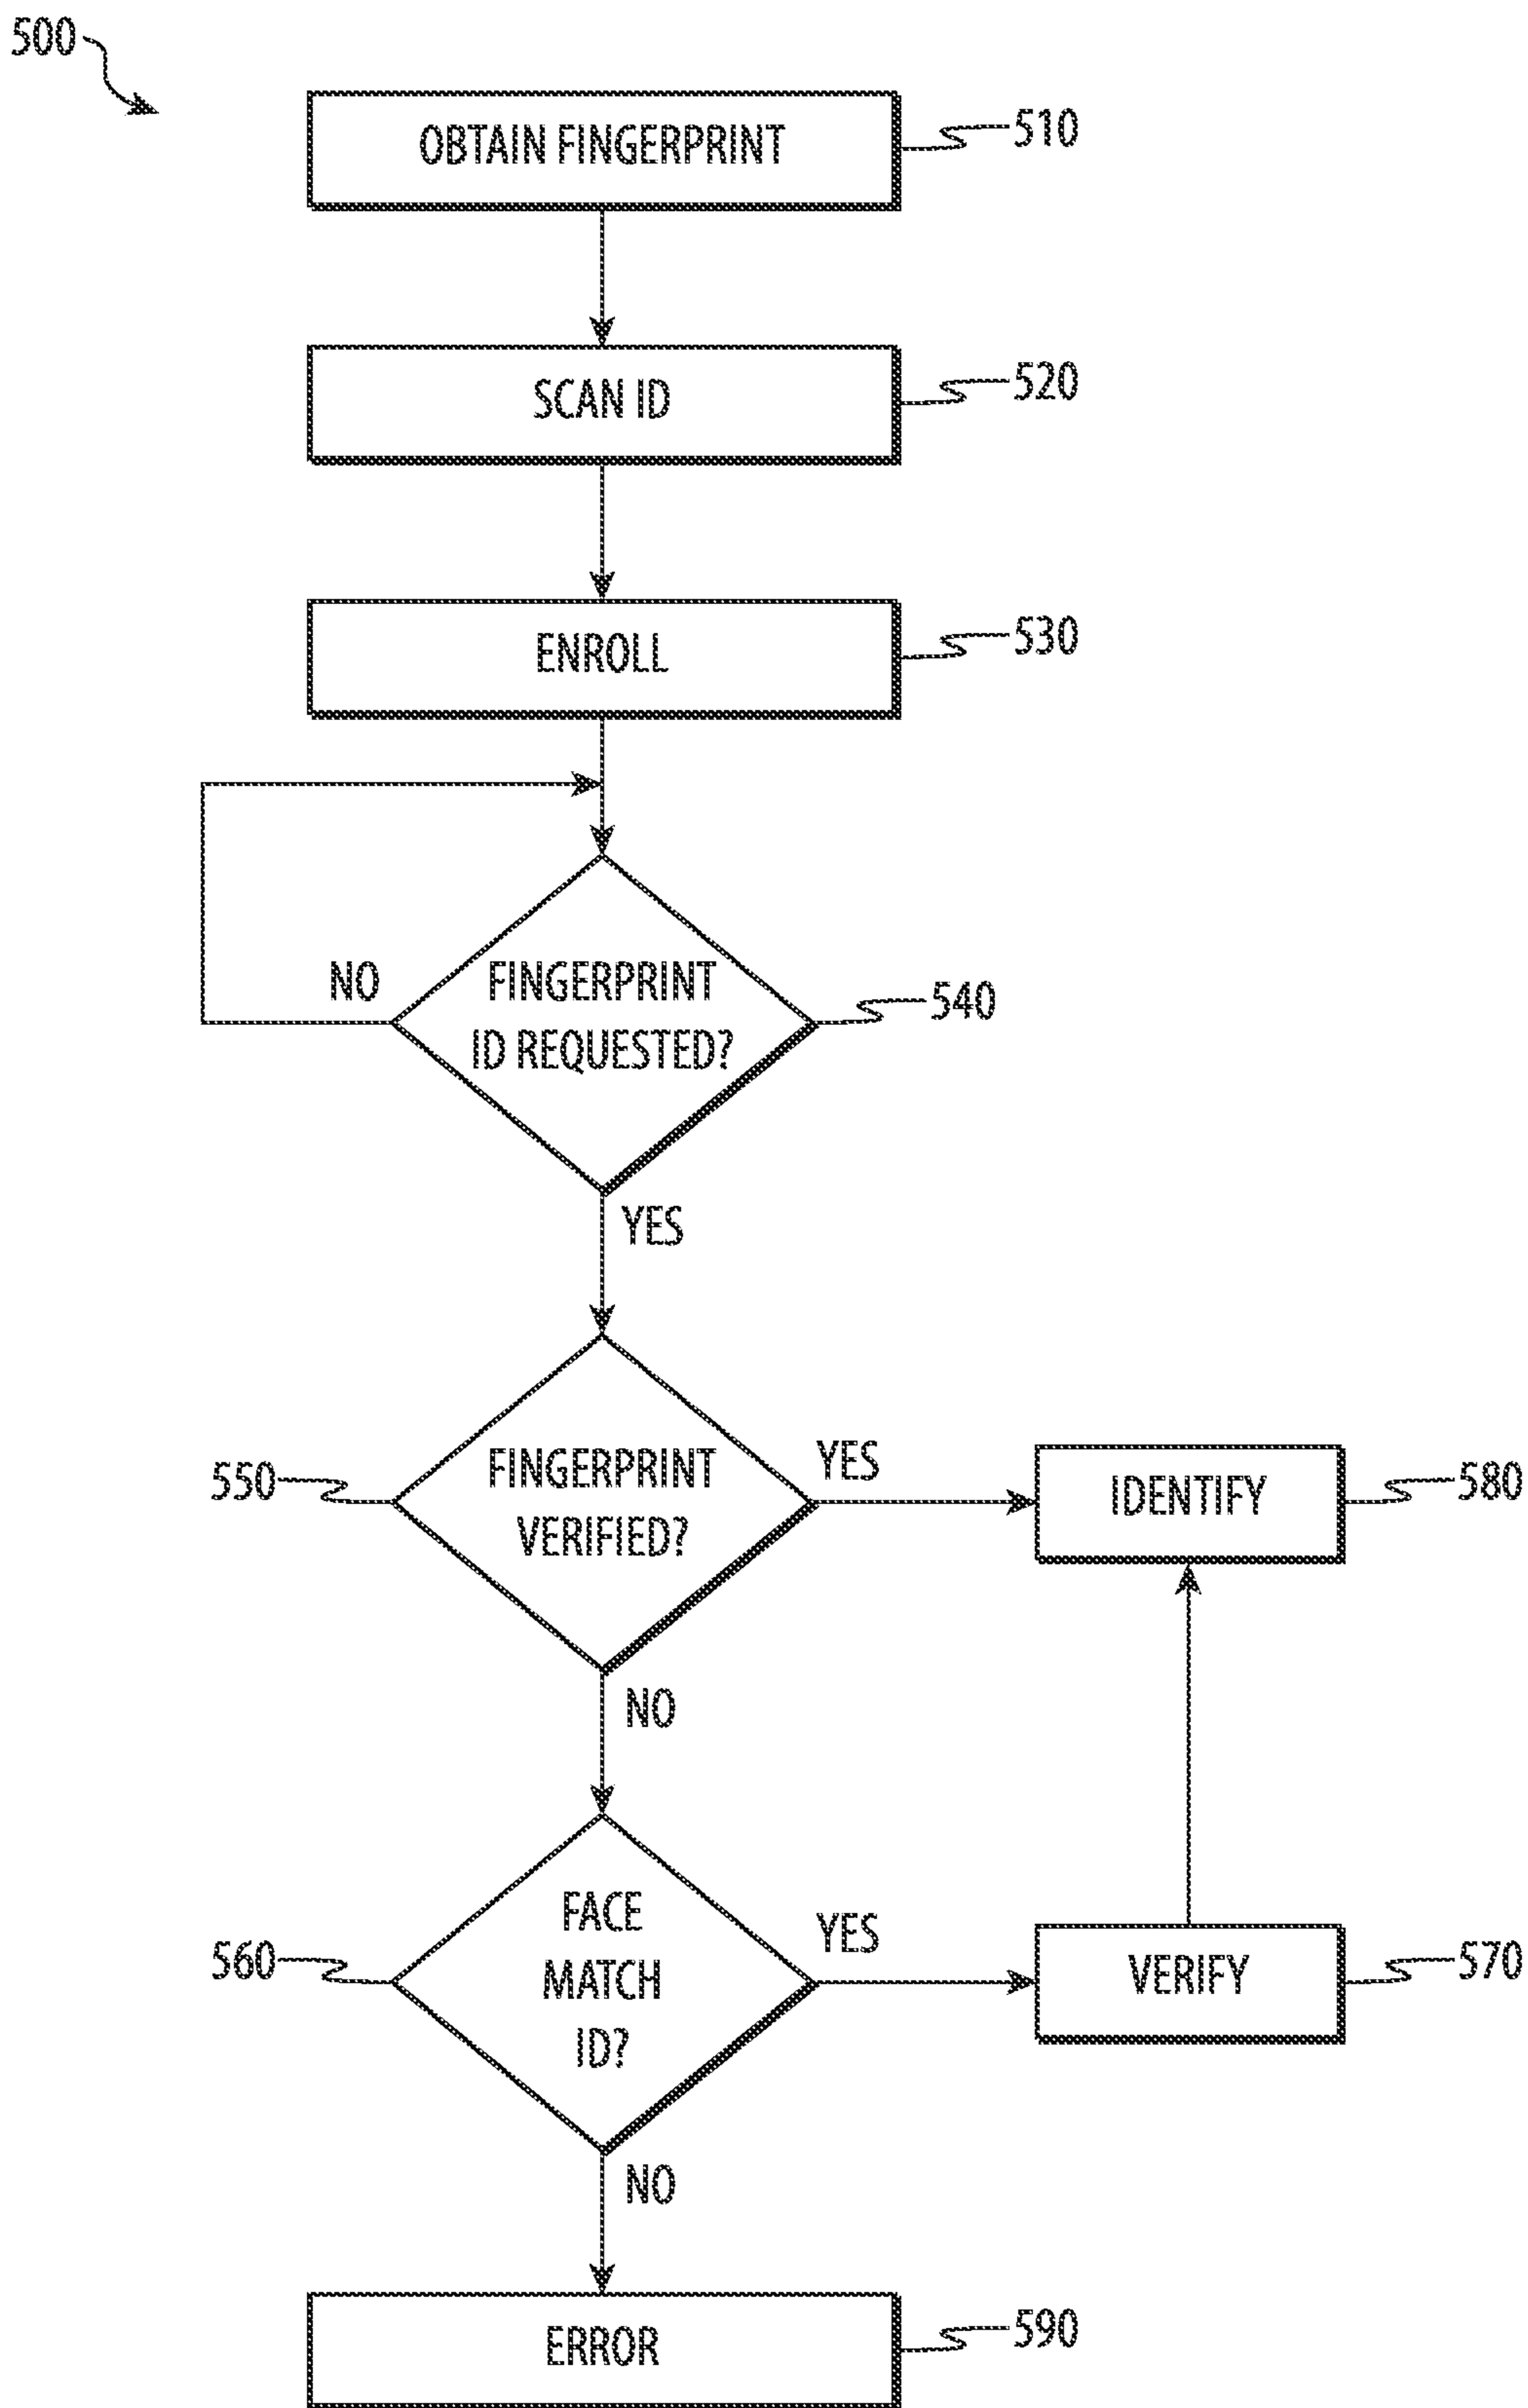 500
OBTAIN FINGERPRINT
510
SCAN ID
520
ENROLL
530
NO
FINGERPRINT
ID REQUESTED?
540
YES
550
FINGERPRINT
VERIFIED?
YES
IDENTIFY
580
NO
560
FACE
MATCH
ID?
YES
VERIFY
570
NO
ERROR
590